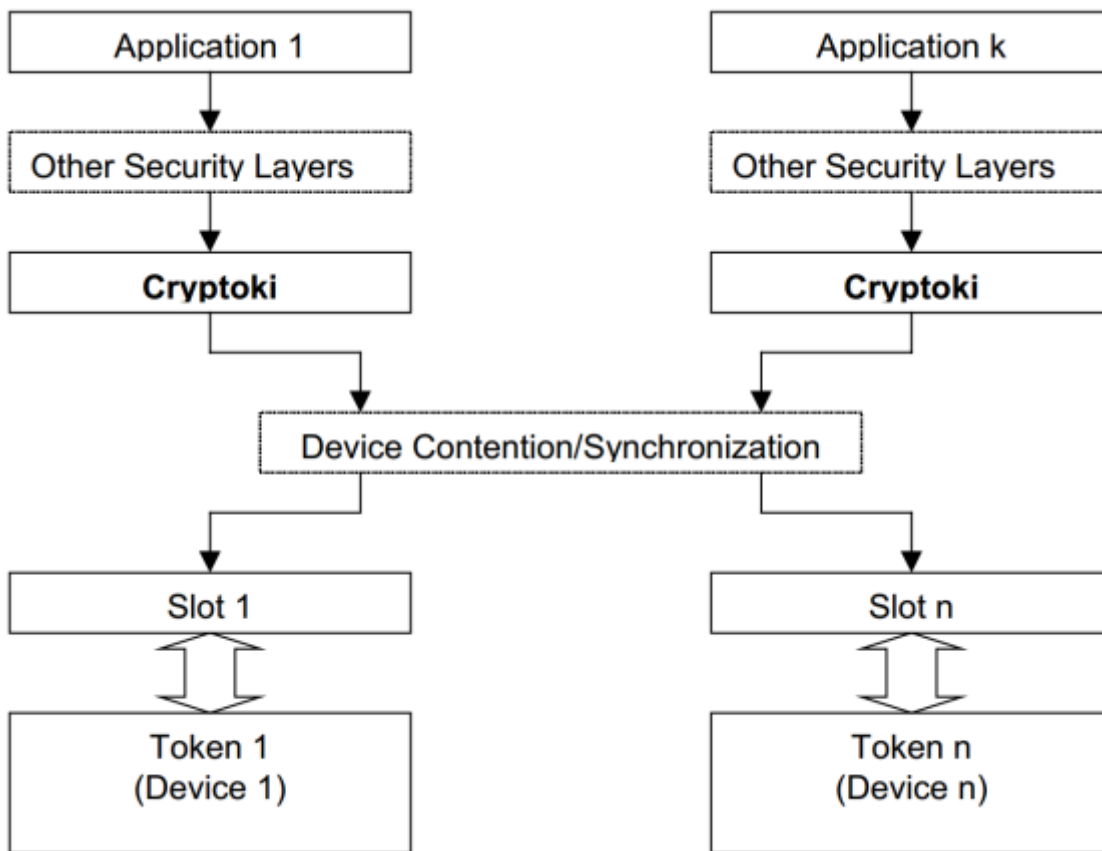 Application 1
Application k
Other Security Layers
Other Security Layers
Cryptoki
Cryptoki
Device Contention/Synchronization
Slot 1
Slot n
Token 1
(Device 1)
Token n
(Device n)